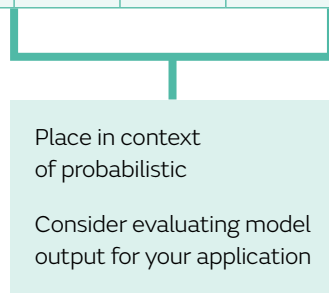 Place in context
of probabilistic
Consider evaluating model
output for your application